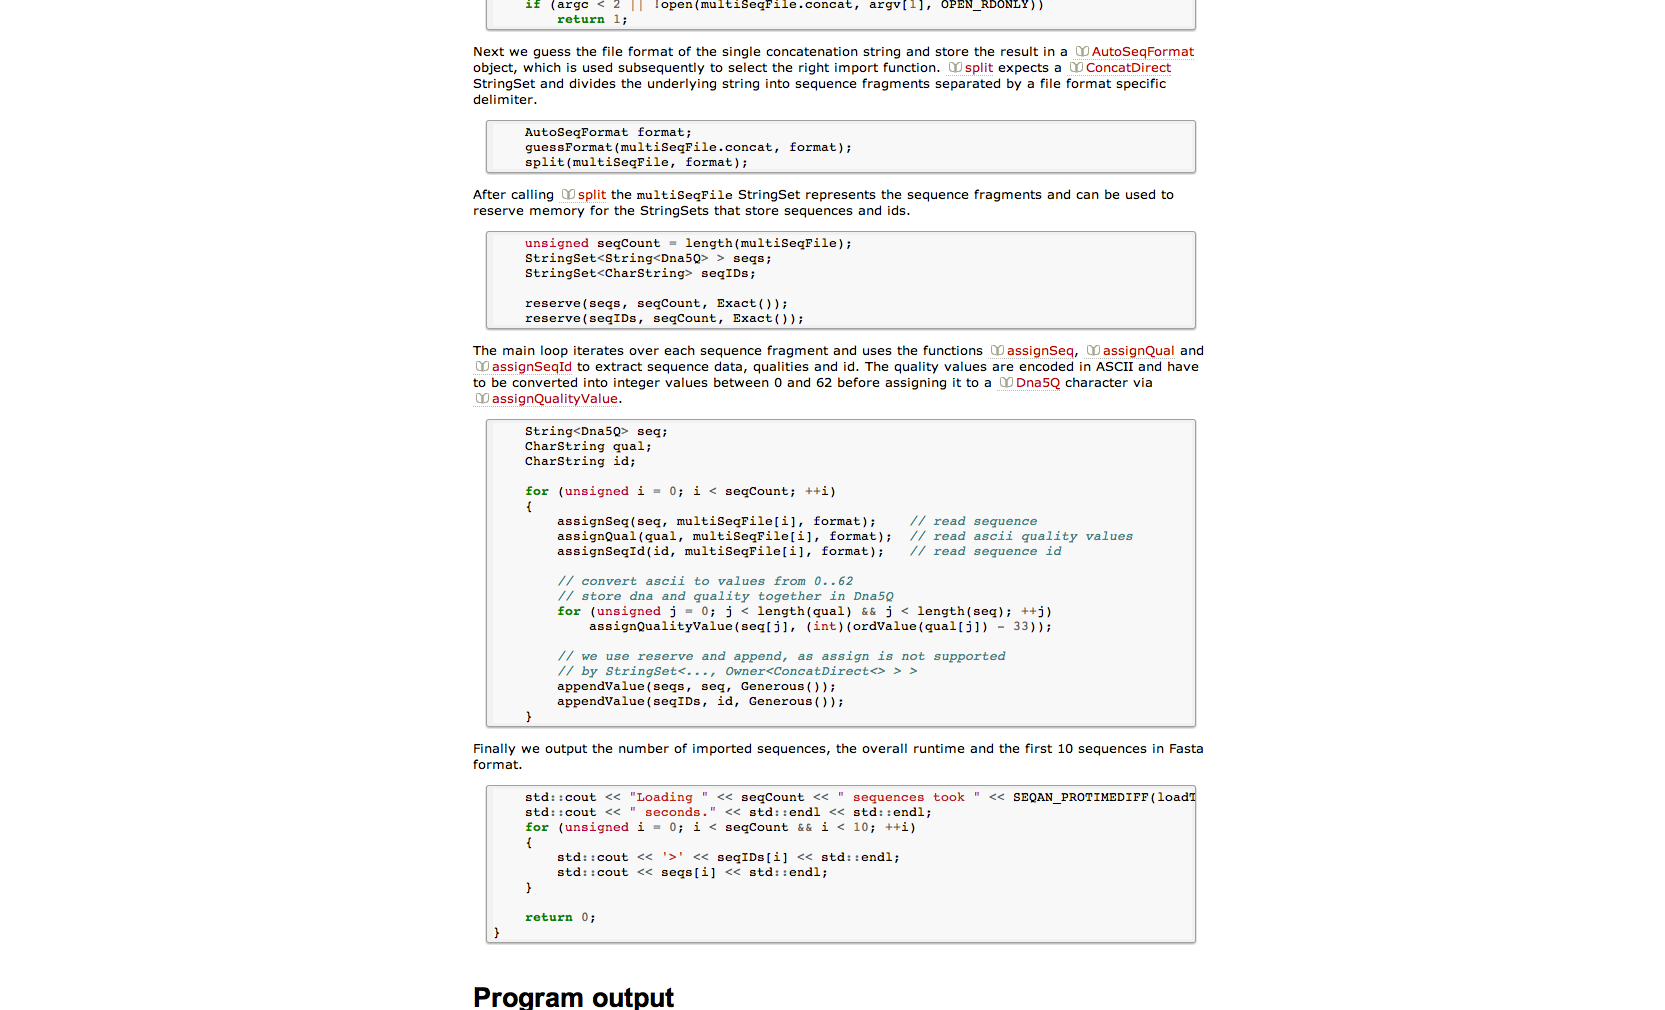 if (argc < 2 || !open(multiSeqFile.concat, argv[1], OPEN_RDONLY))
return 1;
Next we guess the file format of the single concatenation string and store the result in a AutoSeqFormat
object, which is used subsequently to select the right import function. split expects a ConcatDirect
StringSet and divides the underlying string into sequence fragments separated by a file format specific
delimiter.
AutoSeqFormat format;
guessFormat(multiSeqFile.concat, format);
split(multiSeqFile, format);
After calling split the multiSeqFile StringSet represents the sequence fragments and can be used to
reserve memory for the StringSets that store sequences and ids.
unsigned seqCount = length(multiSeqFile);
StringSet<String<Dna5Q> > seqs;
StringSet<CharString> seqIDs;
reserve(seqs, seqCount, Exact());
reserve(seqIDs, seqCount, Exact());
The main loop iterates over each sequence fragment and uses the functions assignSeq, assignQual and
assignSeqId to extract sequence data, qualities and id. The quality values are encoded in ASCII and have
to be converted into integer values between 0 and 62 before assigning it to a Dna5Q character via
assignQualityValue.
String<Dna5Q> seq;
CharString qual;
CharString id;
for (unsigned i = 0; i < seqCount; ++i)
{
assignSeq(seq, multiSeqFile[i], format);    // read sequence
assignQual(qual, multiSeqFile[i], format);  // read ascii quality values
assignSeqId(id, multiSeqFile[i], format);   // read sequence id
// convert ascii to values from 0..62
// store dna and quality together in Dna5Q
for (unsigned j = 0; j < length(qual) && j < length(seq); ++j)
assignQualityValue(seq[j], (int)(ordValue(qual[j]) - 33));
// we use reserve and append, as assign is not supported
// by StringSet<..., Owner<ConcatDirect<> > >
appendValue(seqs, seq, Generous());
appendValue(seqIDs, id, Generous());
}
Finally we output the number of imported sequences, the overall runtime and the first 10 sequences in Fasta
format.
std::cout << "Loading " << seqCount << " sequences took " << SEQAN_PROTIMEDIFF(loadT
std::cout << " seconds." << std::endl << std::endl;
for (unsigned i = 0; i < seqCount && i < 10; ++i)
{
std::cout << '>' << seqIDs[i] << std::endl;
std::cout << seqs[i] << std::endl;
}
return 0;
}
Program output